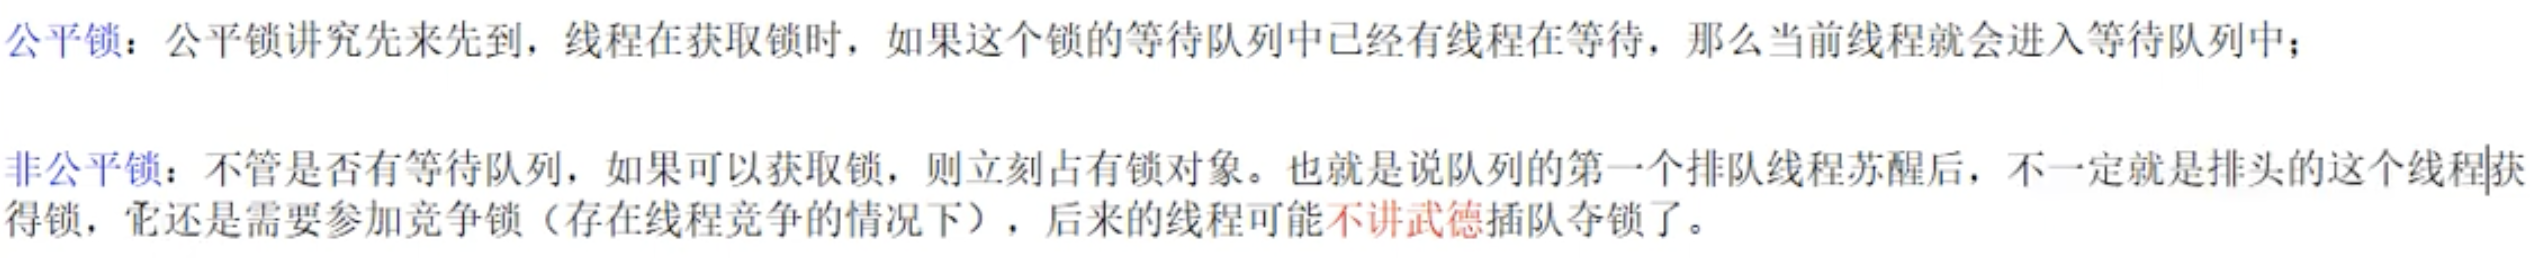 公平锁：公平锁讲究先来先到，线程在获取锁时，如果这个锁的等待队列中已经有线程在等待，那么当前线程就会进入等待队列中；
非公平锁：不管是否有等待队列，如果可以获取锁，则立刻占有锁对象。也就是说队列的第一个排队线程苏醒后，不一定就是排头的这个线程获
得锁，它还是需要参加竞争锁（存在线程竞争的情况下），后来的线程可能不讲武德插队夺锁了。